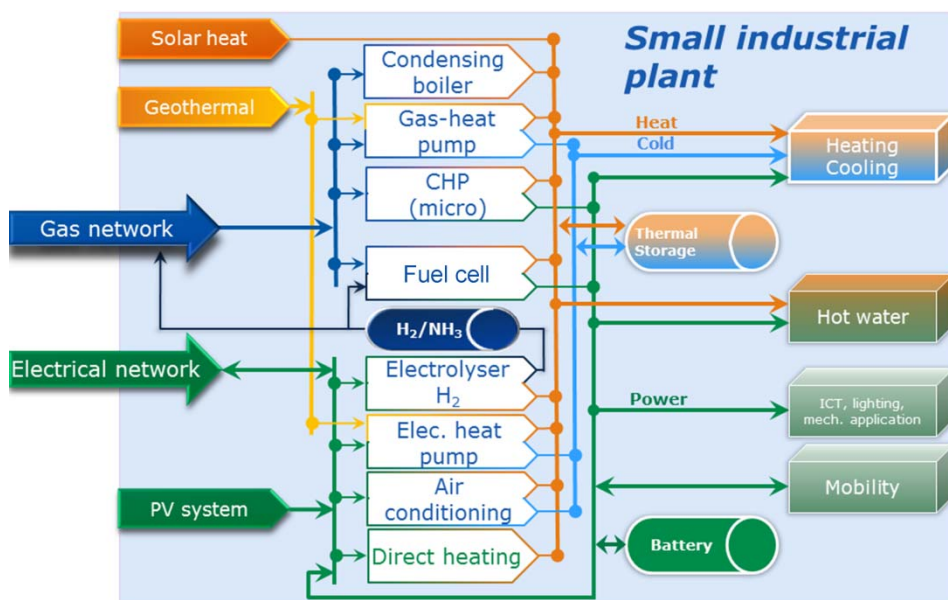 Small industrial
plant
Solar heat
Condensing
boiler
Geothermal
Gas-heat
pump
Heat
Cold
Heating
Cooling
CHP
(micro)
Gas network
Thermal
Storage
Fuel cell
H₂/NH₃
Hot water
Electrical network
Electrolyser
H₂
Power
ICT, lighting,
mech. application
Elec. heat
pump
Mobility
PV system
Air
conditioning
Battery
Direct heating